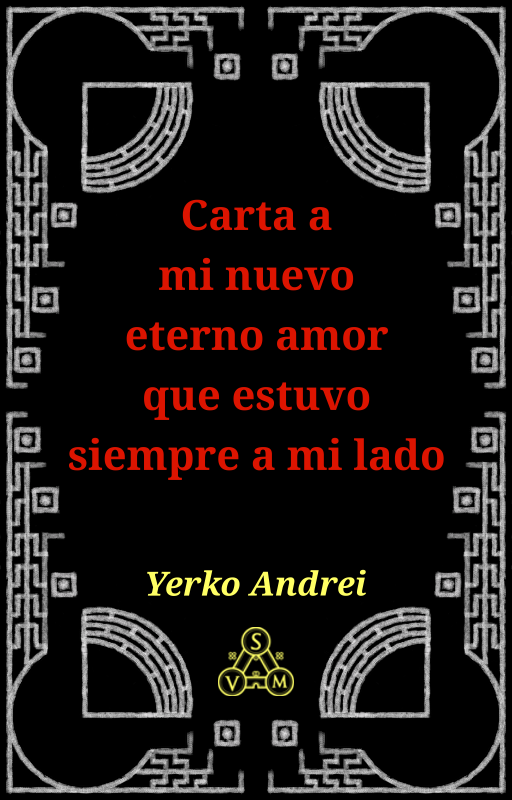 Carta a
mi nuevo
eterno amor
que estuvo
siempre a mi lado
Yerko Andrei
S
V M